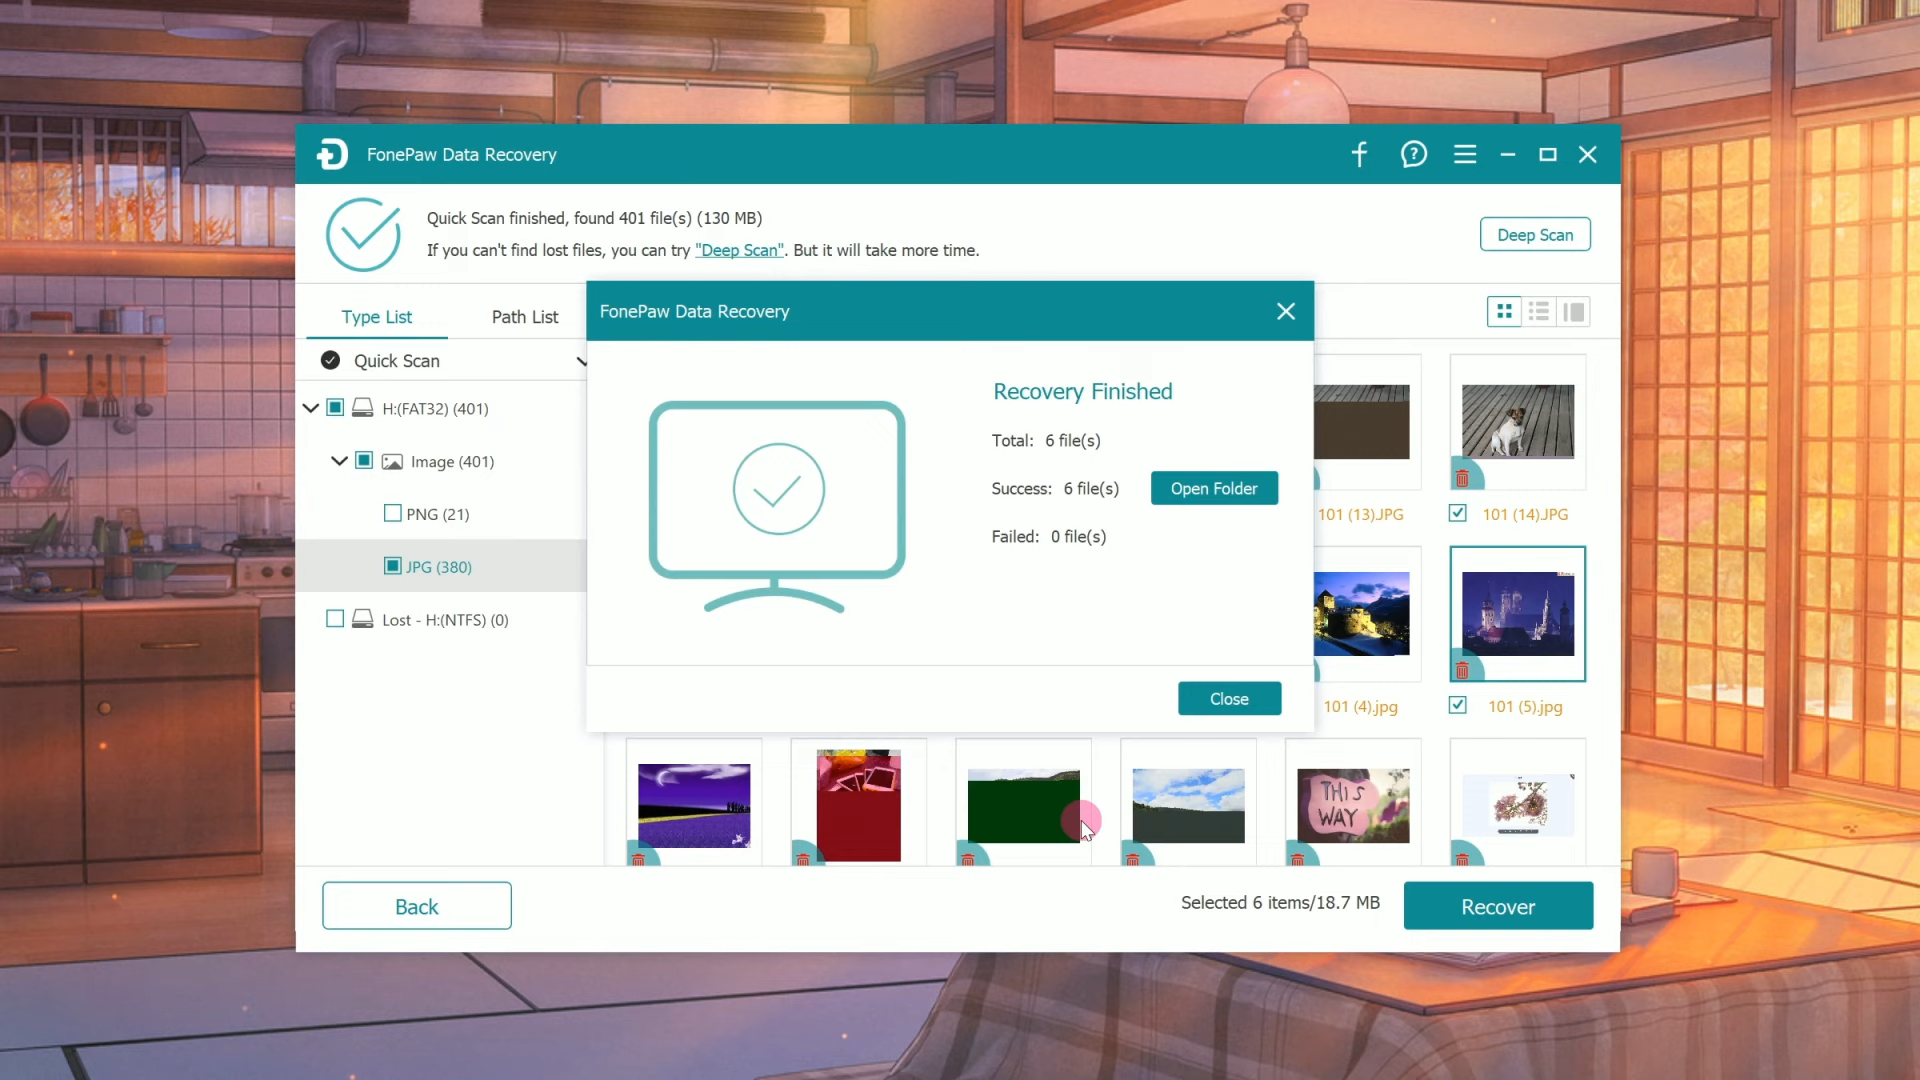 FonePaw Data Recovery
Quick Scan finished, found 401 file(s) (130 MB)
If you can't find lost files, you can try "Deep Scan". But it will take more time.
Deep Scan
Type List
Path List
Quick Scan
H:(FAT32) (401)
Image (401)
PNG (21)
JPG (380)
Lost - H:(NTFS) (0)
FonePaw Data Recovery
Recovery Finished
Total: 6 file(s)
Success: 6 file(s)
Open Folder
Failed: 0 file(s)
Close
101 (13).JPG
101 (14).JPG
101 (4).jpg
101 (5).jpg
THIS
WAY
Back
Selected 6 items/18.7 MB
Recover